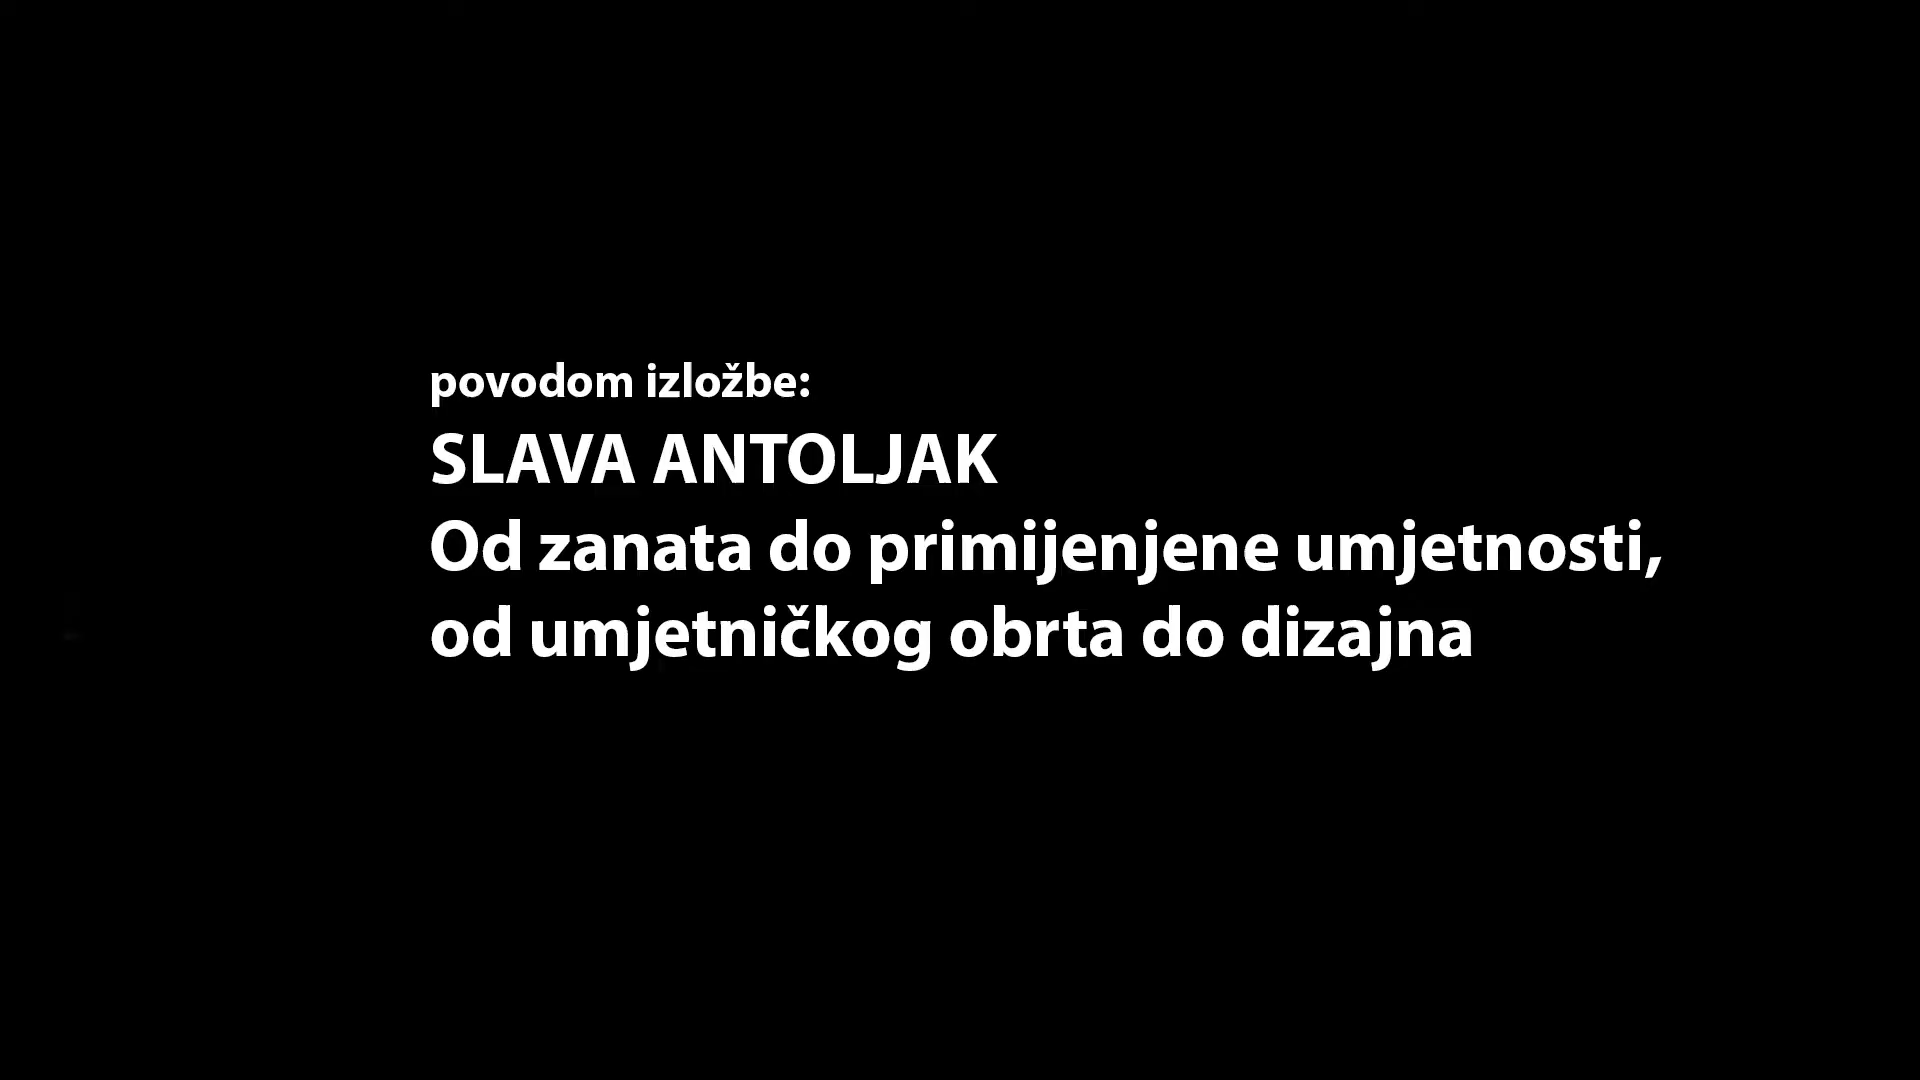 povodom izložbe:
SLAVA ANTOLJAK
Od zanata do primijenjene umjetnosti,
od umjetničkog obrta do dizajna